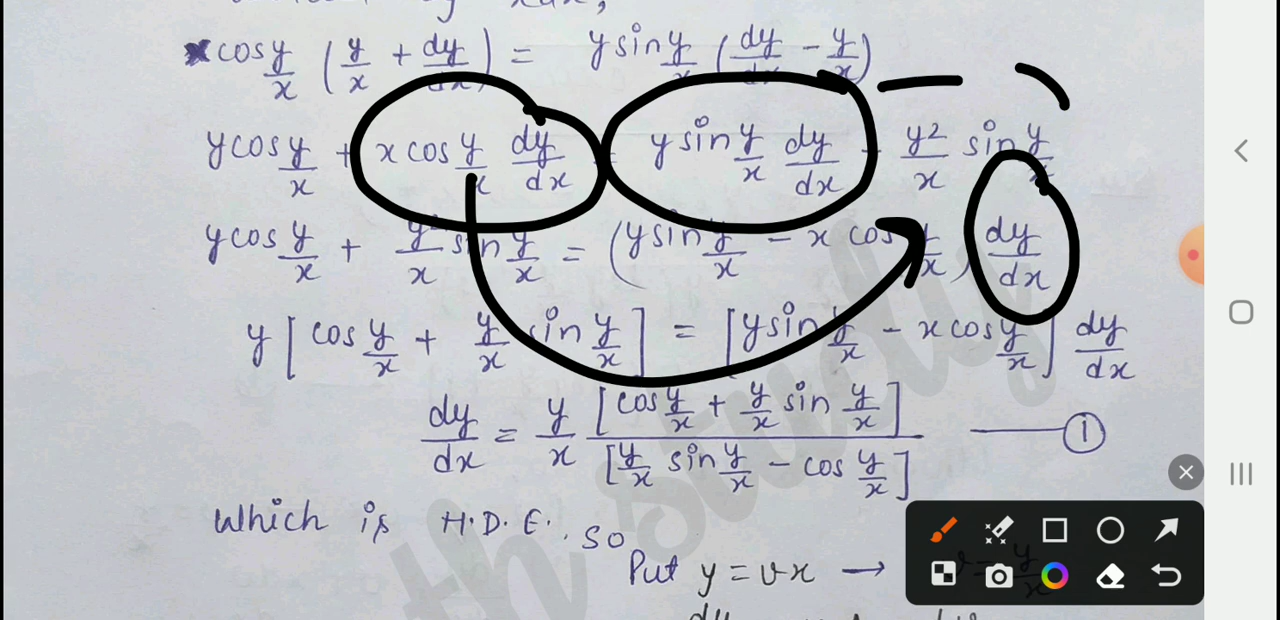 x cos y/x ( y/x + dy/dx ) = y sin y/x ( dy/dx − y/x )
y cos y/x + x cos y/x dy/dx = y sin y/x dy/dx − y²/x sin y/x
y cos y/x + y²/x sin y/x = ( y sin y/x − x cos y/x ) dy/dx
y [ cos y/x + y/x sin y/x ] = [ y sin y/x − x cos y/x ] dy/dx
dy/dx = y/x [ cos y/x + y/x sin y/x ] / [ y/x sin y/x − cos y/x ] ——— ①
Which is H.D.E. so
Put y = vx → v = y/x